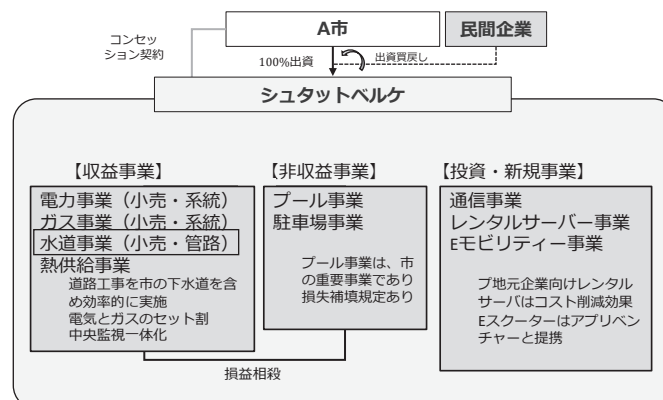 A市
民間企業
コンセッ
ション契約
100%出資
出資買戻し
シュタットベルケ
【収益事業】
電力事業（小売・系統）
ガス事業（小売・系統）
水道事業（小売・管路）
熱供給事業
道路工事を市の下水道を含
め効率的に実施
電気とガスのセット割
中央監視一体化
【非収益事業】
プール事業
駐車場事業
プール事業は、市
の重要事業であり
損失補填規定あり
【投資・新規事業】
通信事業
レンタルサーバー事業
Eモビリティー事業
プ地元企業向けレンタル
サーバはコスト削減効果
Eスクーターはアプリベン
チャーと提携
損益相殺